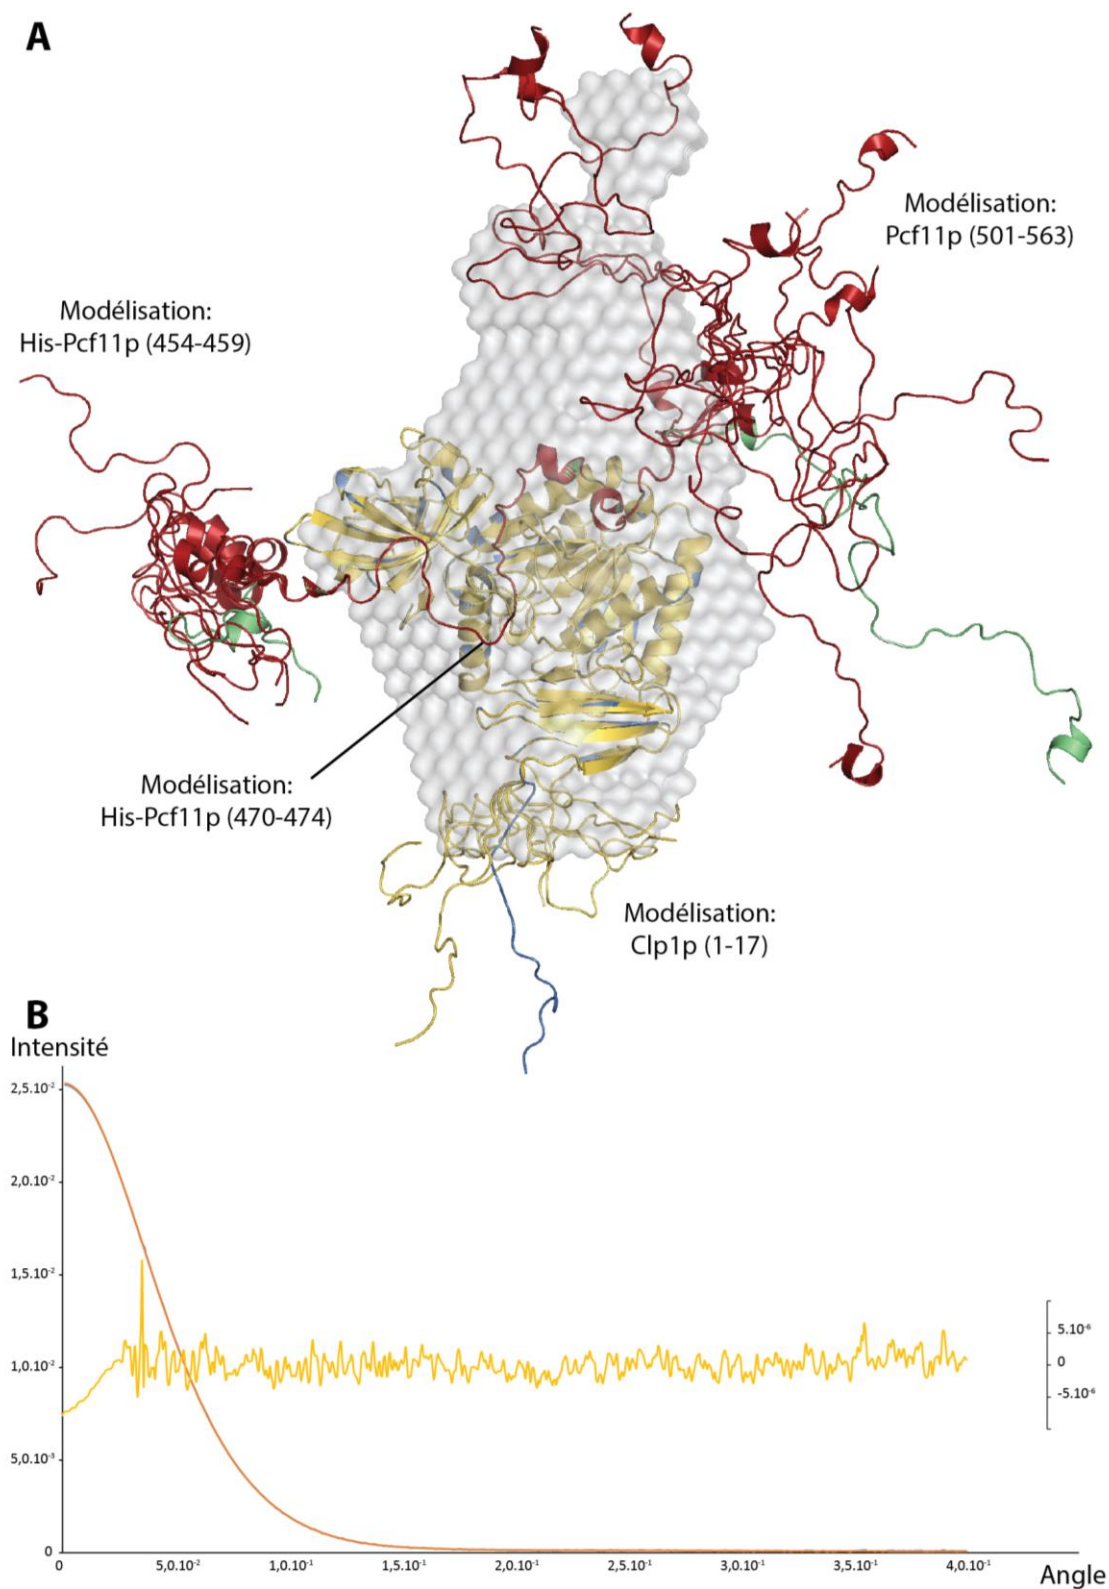 A
Modélisation:
Pcf11p (501-563)
Modélisation:
His-Pcf11p (454-459)
Modélisation:
His-Pcf11p (470-474)
Modélisation:
Clp1p (1-17)
B
Intensité
2,5.10⁻²
2,0.10⁻²
1,5.10⁻²
1,0.10⁻²
5,0.10⁻³
0
5.10⁻⁶
0
-5.10⁻⁶
0 5,0.10⁻² 1,0.10⁻¹ 1,5.10⁻¹ 2,0.10⁻¹ 2,5.10⁻¹ 3,0.10⁻¹ 3,5.10⁻¹ 4,0.10⁻¹
Angle